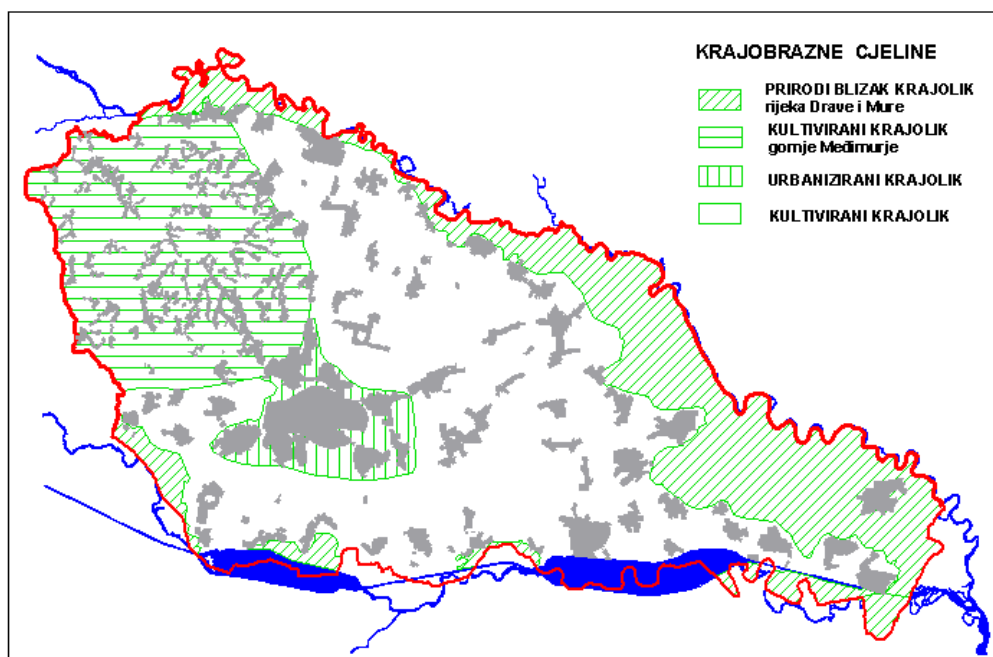 KRAJOBRAZNE CJELINE
PRIRODI BLIZAK KRAJOLIK
rijeka Drave i Mure
KULTIVIRANI KRAJOLIK
gornje Međimurje
URBANIZIRANI KRAJOLIK
KULTIVIRANI KRAJOLIK